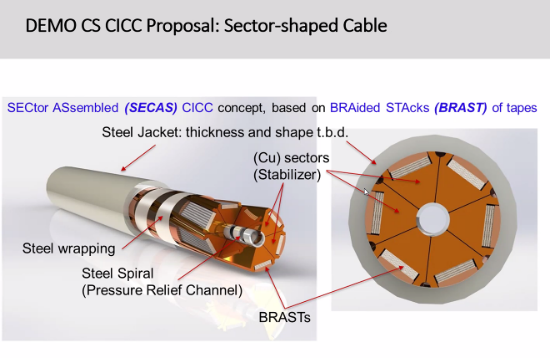 DEMO CS CICC Proposal: Sector-shaped Cable
SECtor ASsembled (SECAS) CICC concept, based on BRAided STAcks (BRAST) of tapes
Steel Jacket: thickness and shape t.b.d.
(Cu) sectors
(Stabilizer)
Steel wrapping
Steel Spiral
(Pressure Relief Channel)
BRASTs